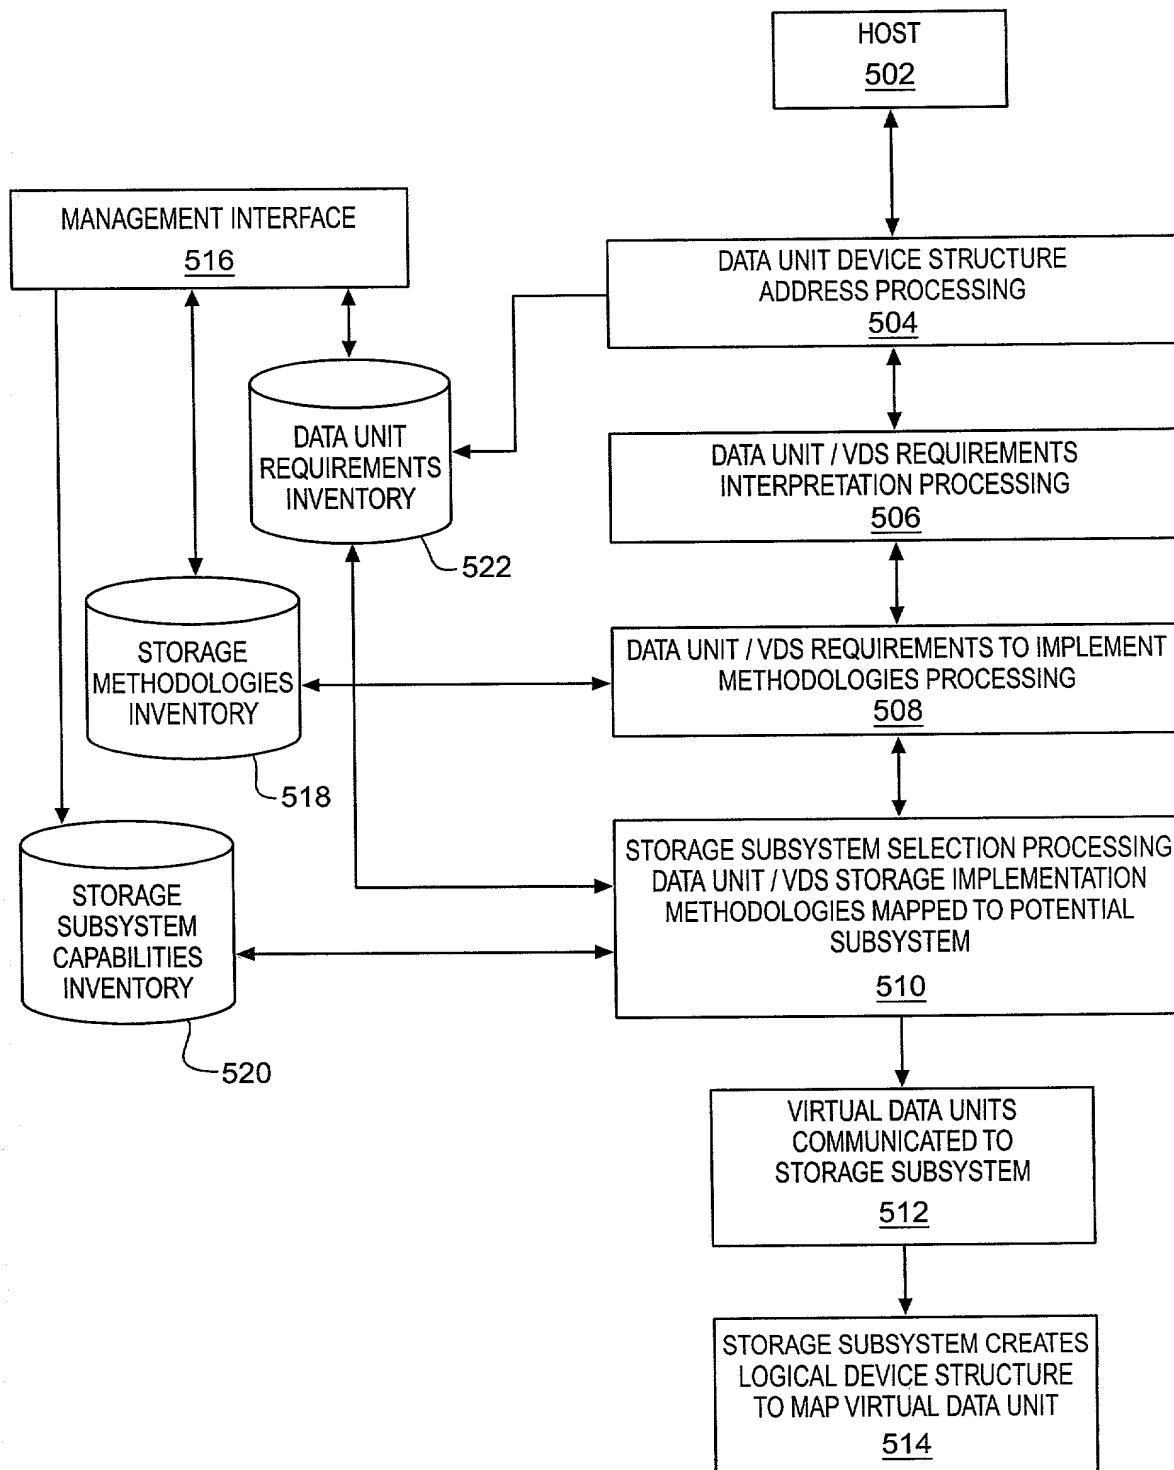 HOST
502
MANAGEMENT INTERFACE
516
DATA UNIT DEVICE STRUCTURE
ADDRESS PROCESSING
504
DATA UNIT
REQUIREMENTS
INVENTORY
522
DATA UNIT / VDS REQUIREMENTS
INTERPRETATION PROCESSING
506
STORAGE
METHODOLOGIES
INVENTORY
518
DATA UNIT / VDS REQUIREMENTS TO IMPLEMENT
METHODOLOGIES PROCESSING
508
STORAGE
SUBSYSTEM
CAPABILITIES
INVENTORY
520
STORAGE SUBSYSTEM SELECTION PROCESSING
DATA UNIT / VDS STORAGE IMPLEMENTATION
METHODOLOGIES MAPPED TO POTENTIAL
SUBSYSTEM
510
VIRTUAL DATA UNITS
COMMUNICATED TO
STORAGE SUBSYSTEM
512
STORAGE SUBSYSTEM CREATES
LOGICAL DEVICE STRUCTURE
TO MAP VIRTUAL DATA UNIT
514